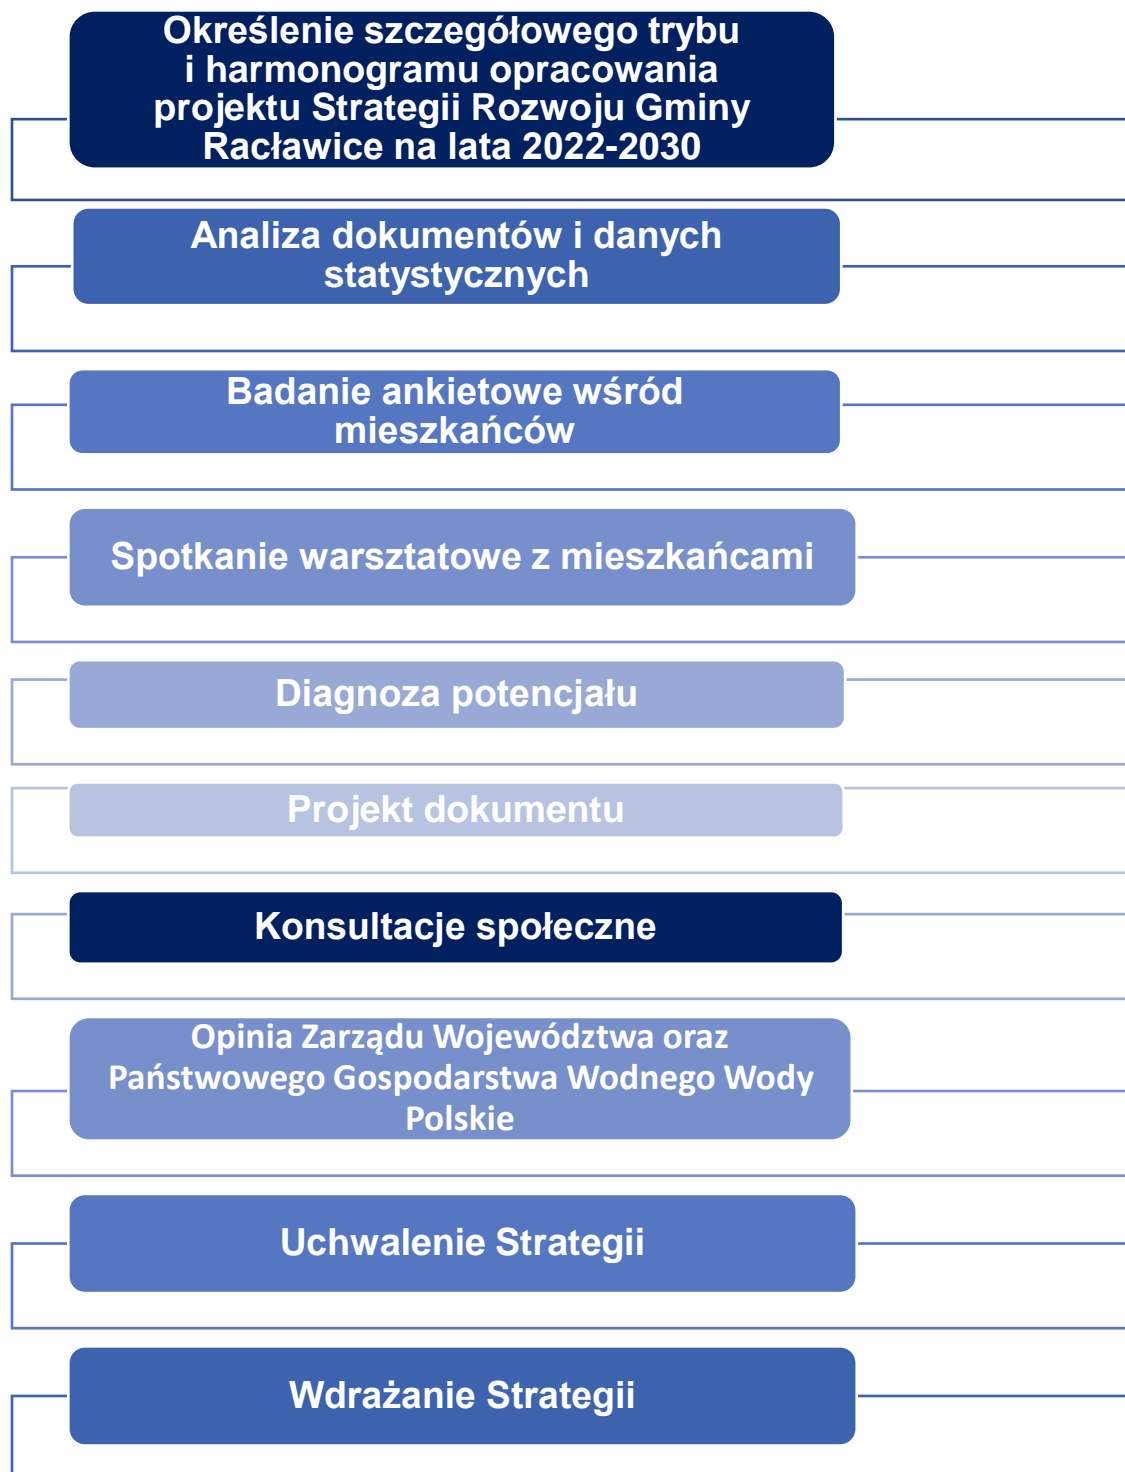 Określenie szczegółowego trybu
i harmonogramu opracowania
projektu Strategii Rozwoju Gminy
Racławice na lata 2022-2030
Analiza dokumentów i danych
statystycznych
Badanie ankietowe wśród
mieszkańców
Spotkanie warsztatowe z mieszkańcami
Diagnoza potencjału
Projekt dokumentu
Konsultacje społeczne
Opinia Zarządu Województwa oraz
Państwowego Gospodarstwa Wodnego Wody
Polskie
Uchwalenie Strategii
Wdrażanie Strategii